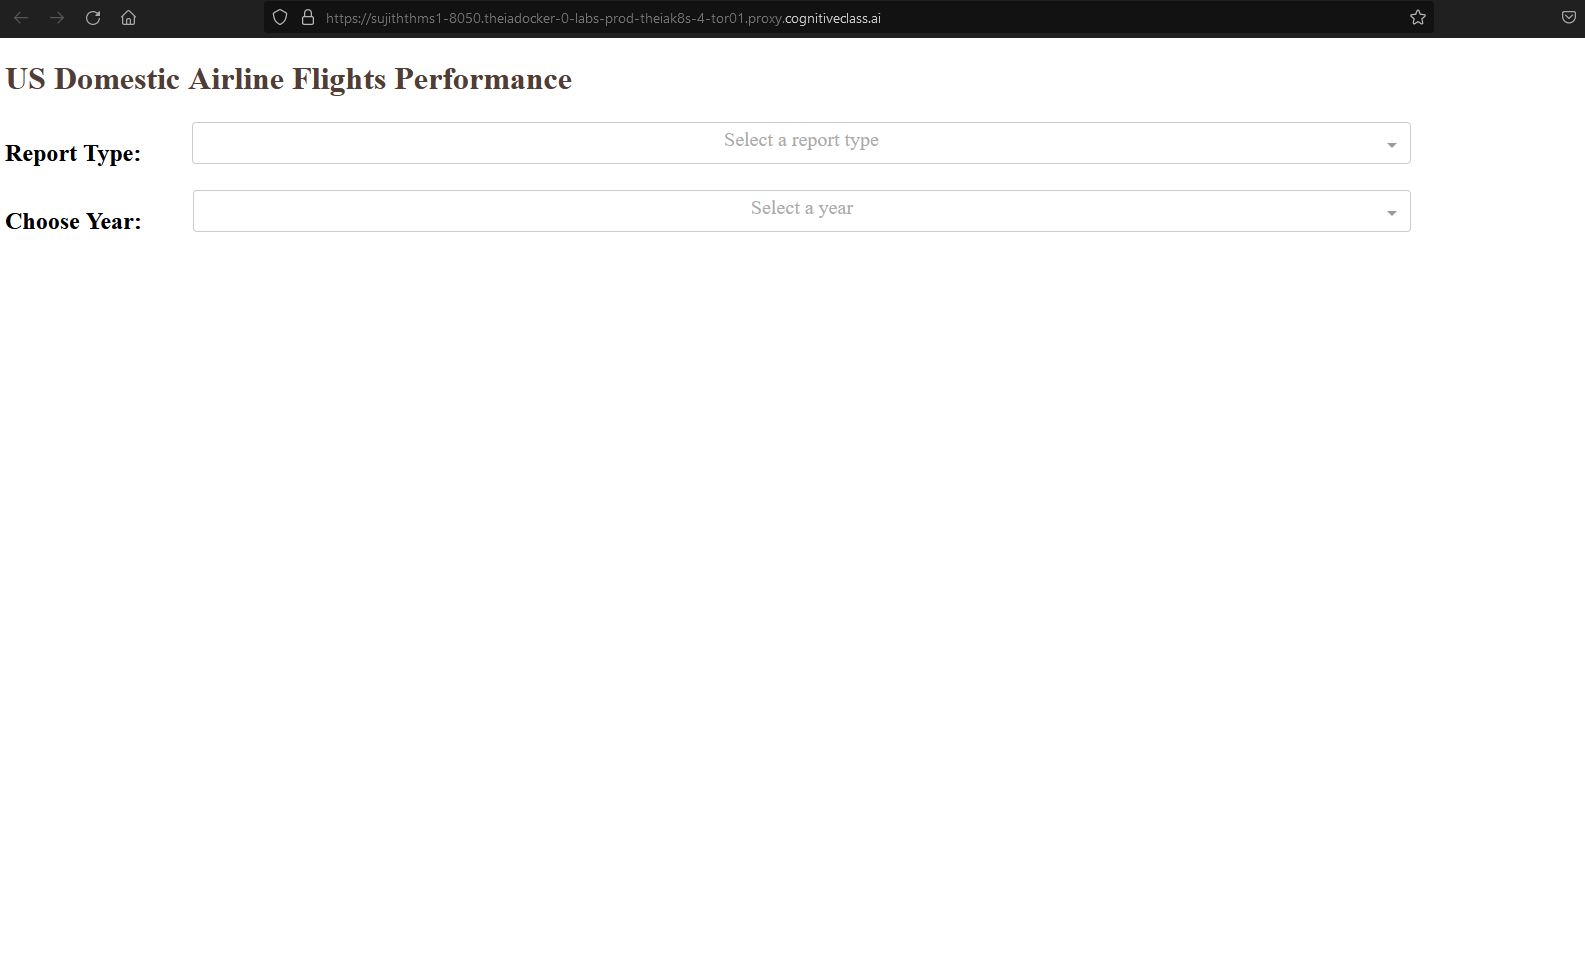 https://sujiththms1-8050.theiadocker-0-labs-prod-theiak8s-4-tor01.proxy.cognitiveclass.ai
US Domestic Airline Flights Performance
Report Type:
Select a report type
Choose Year:
Select a year